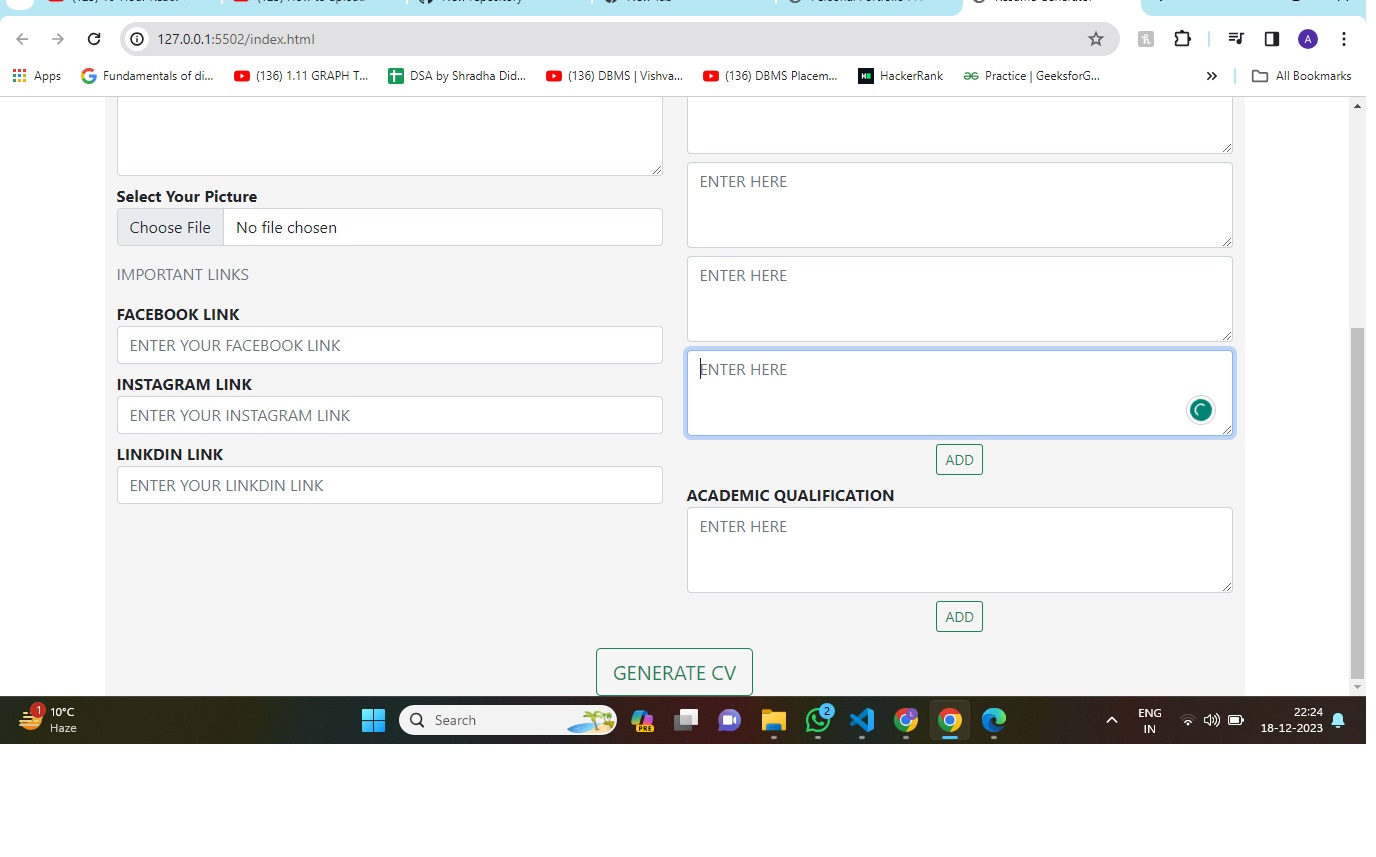 127.0.0.1:5502/index.html
A
Apps
Fundamentals of di...
(136) 1.11 GRAPH T...
DSA by Shradha Did...
(136) DBMS | Vishva...
(136) DBMS Placem...
HackerRank
Practice | GeeksforG...
»
All Bookmarks
Select Your Picture
Choose File No file chosen
IMPORTANT LINKS
FACEBOOK LINK
ENTER YOUR FACEBOOK LINK
INSTAGRAM LINK
ENTER YOUR INSTAGRAM LINK
LINKDIN LINK
ENTER YOUR LINKDIN LINK
ENTER HERE
ENTER HERE
ENTER HERE
ADD
ACADEMIC QUALIFICATION
ENTER HERE
ADD
GENERATE CV
1
10°C
Haze
Search
PRE
2
ENG
IN
22:24
18-12-2023